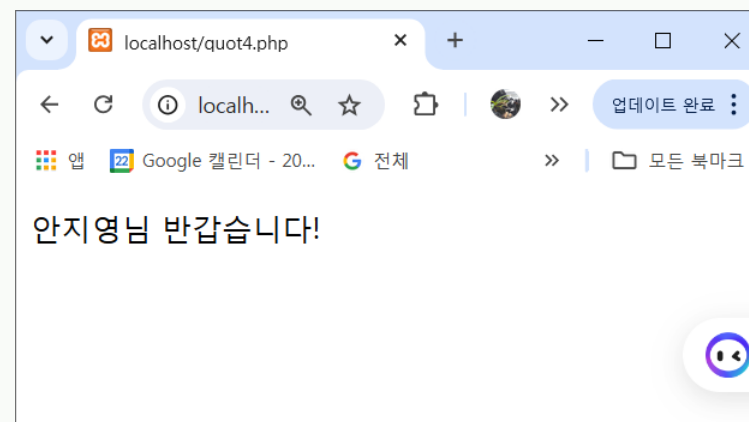 localhost/quot4.php
localh... 업데이트 완료
앱 Google 캘린더 - 20... 전체 모든 북마크
안지영님 반갑습니다!